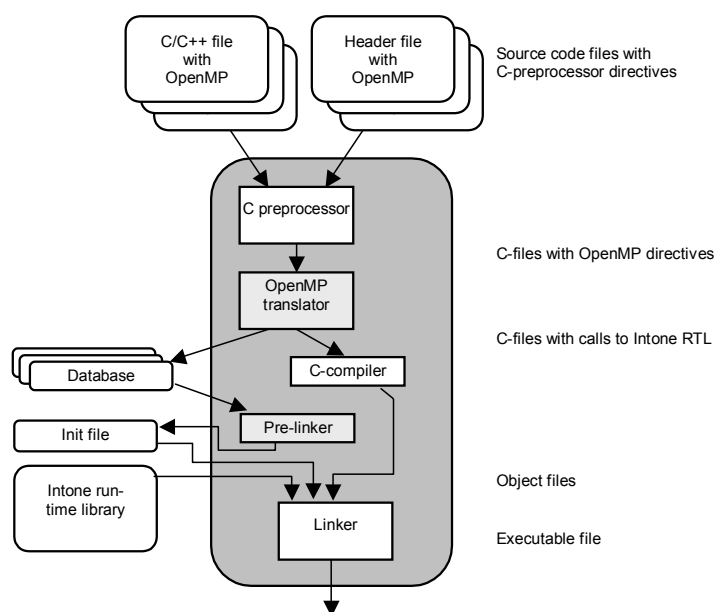 C/C++ file
with
OpenMP
Header file
with
OpenMP
Source code files with
C-preprocessor directives
C preprocessor
C-files with OpenMP directives
OpenMP
translator
C-files with calls to Intone RTL
Database
C-compiler
Pre-linker
Init file
Intone run-
time library
Object files
Linker
Executable file